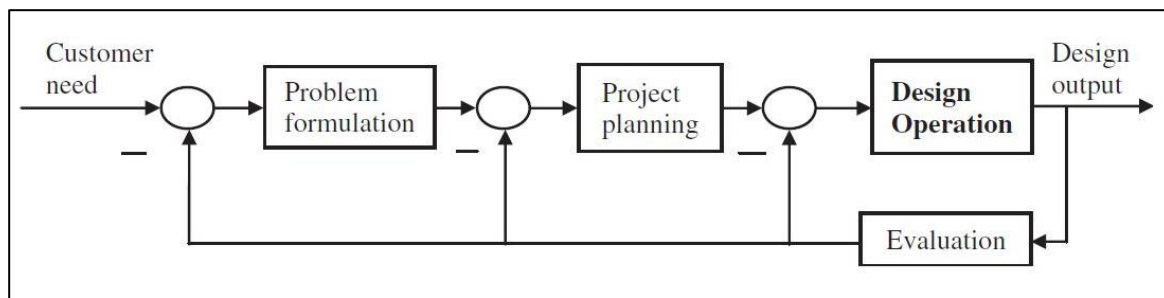 Customer
need
Problem
formulation
Project
planning
Design
Operation
Design
output
Evaluation